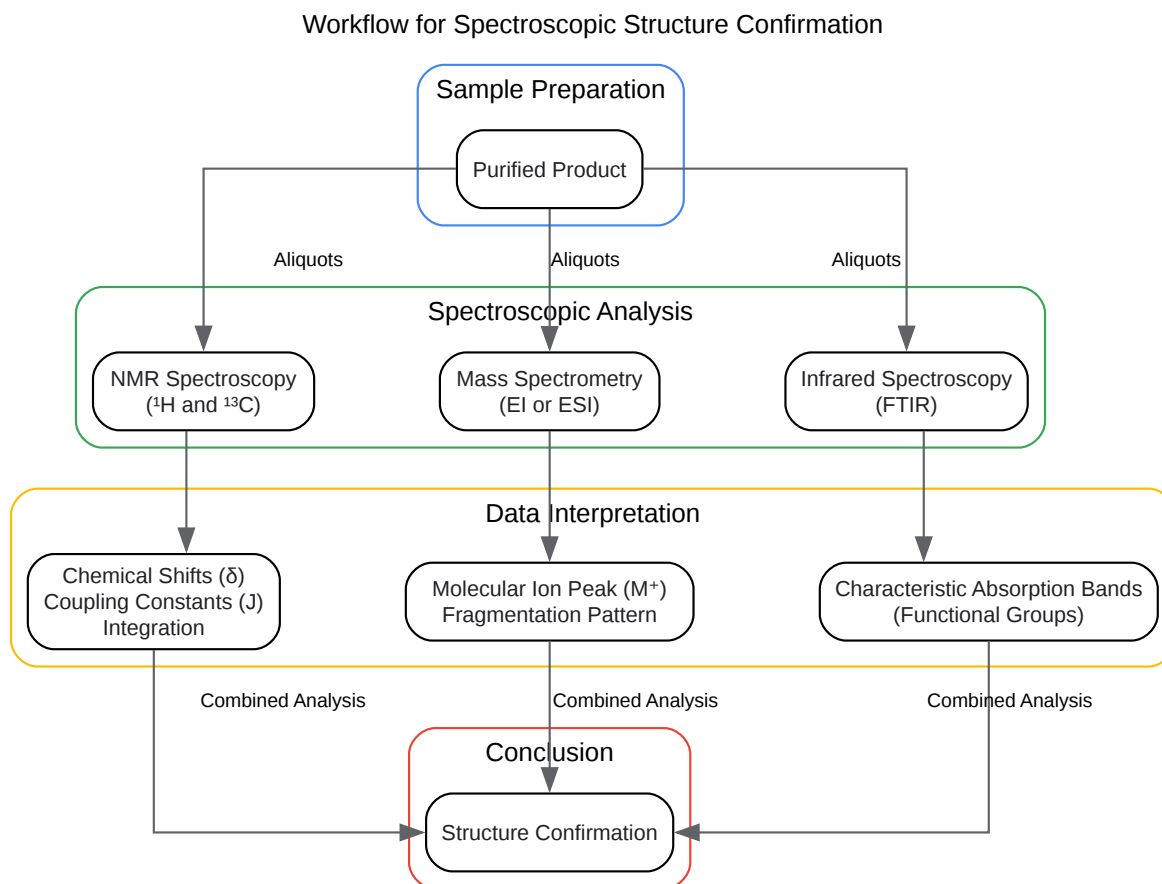 Workflow for Spectroscopic Structure Confirmation
Sample Preparation
Purified Product
Aliquots
Aliquots
Aliquots
Spectroscopic Analysis
NMR Spectroscopy
(¹H and ¹³C)
Mass Spectrometry
(EI or ESI)
Infrared Spectroscopy
(FTIR)
Data Interpretation
Chemical Shifts (δ)
Coupling Constants (J)
Integration
Molecular Ion Peak (M⁺)
Fragmentation Pattern
Characteristic Absorption Bands
(Functional Groups)
Combined Analysis
Combined Analysis
Combined Analysis
Conclusion
Structure Confirmation